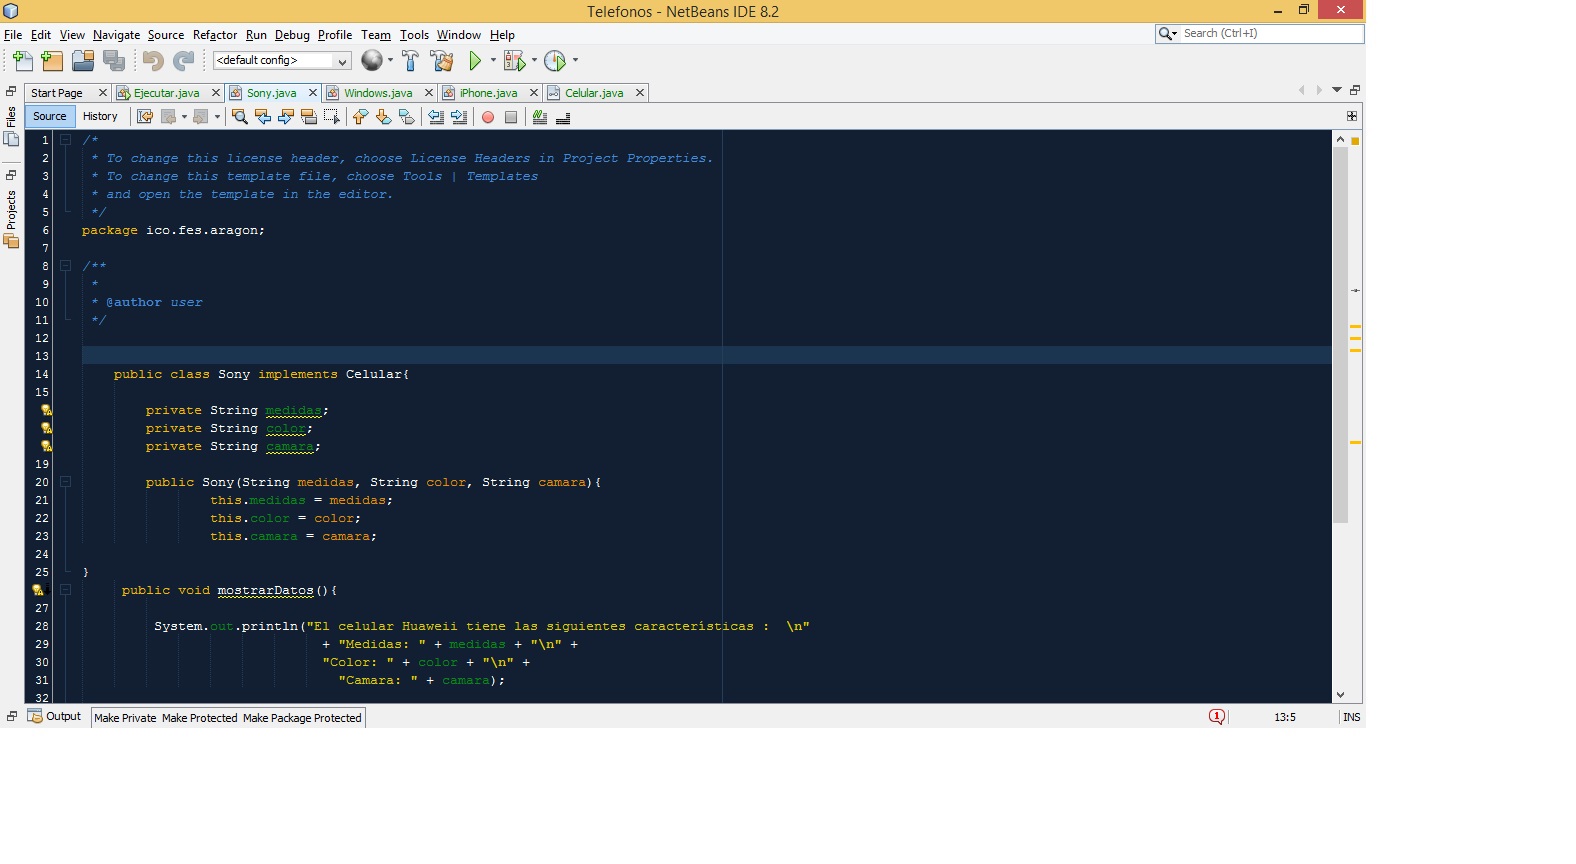 Telefonos - NetBeans IDE 8.2
File Edit View Navigate Source Refactor Run Debug Profile Team Tools Window Help
Search (Ctrl+I)
<default config>
Start Page Ejecutar.java Sony.java Windows.java iPhone.java Celular.java
Source History
Files
Projects
1 /*
2 * To change this license header, choose License Headers in Project Properties.
3 * To change this template file, choose Tools | Templates
4 * and open the template in the editor.
5 */
6 package ico.fes.aragon;
7
8 /**
9 *
10 * @author user
11 */
12
13
14 public class Sony implements Celular{
15
private String medidas;
private String color;
private String camara;
19
20 public Sony(String medidas, String color, String camara){
21 this.medidas = medidas;
22 this.color = color;
23 this.camara = camara;
24
25 }
public void mostrarDatos(){
27
28 System.out.println("El celular Huaweii tiene las siguientes características :  \n"
29 + "Medidas: " + medidas + "\n" +
30 "Color: " + color + "\n" +
31 "Camara: " + camara);
32
Output Make Private Make Protected Make Package Protected
1 13:5 INS